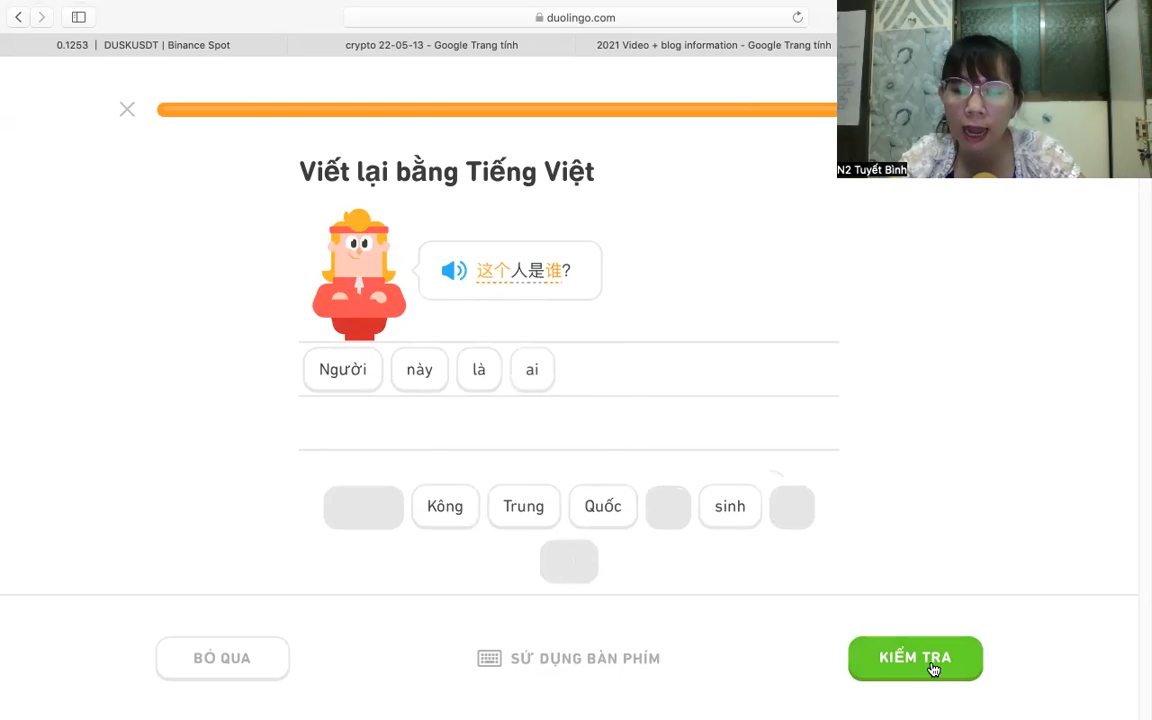 duolingo.com
0.1253 | DUSKUSDT | Binance Spot
crypto 22-05-13 - Google Trang tính
2021 Video + blog information - Google Trang tính
N2 Tuyết Bình
Viết lại bằng Tiếng Việt
这个人是谁?
Người này là ai
Kông Trung Quốc sinh
BỎ QUA
SỬ DỤNG BÀN PHÍM
KIỂM TRA